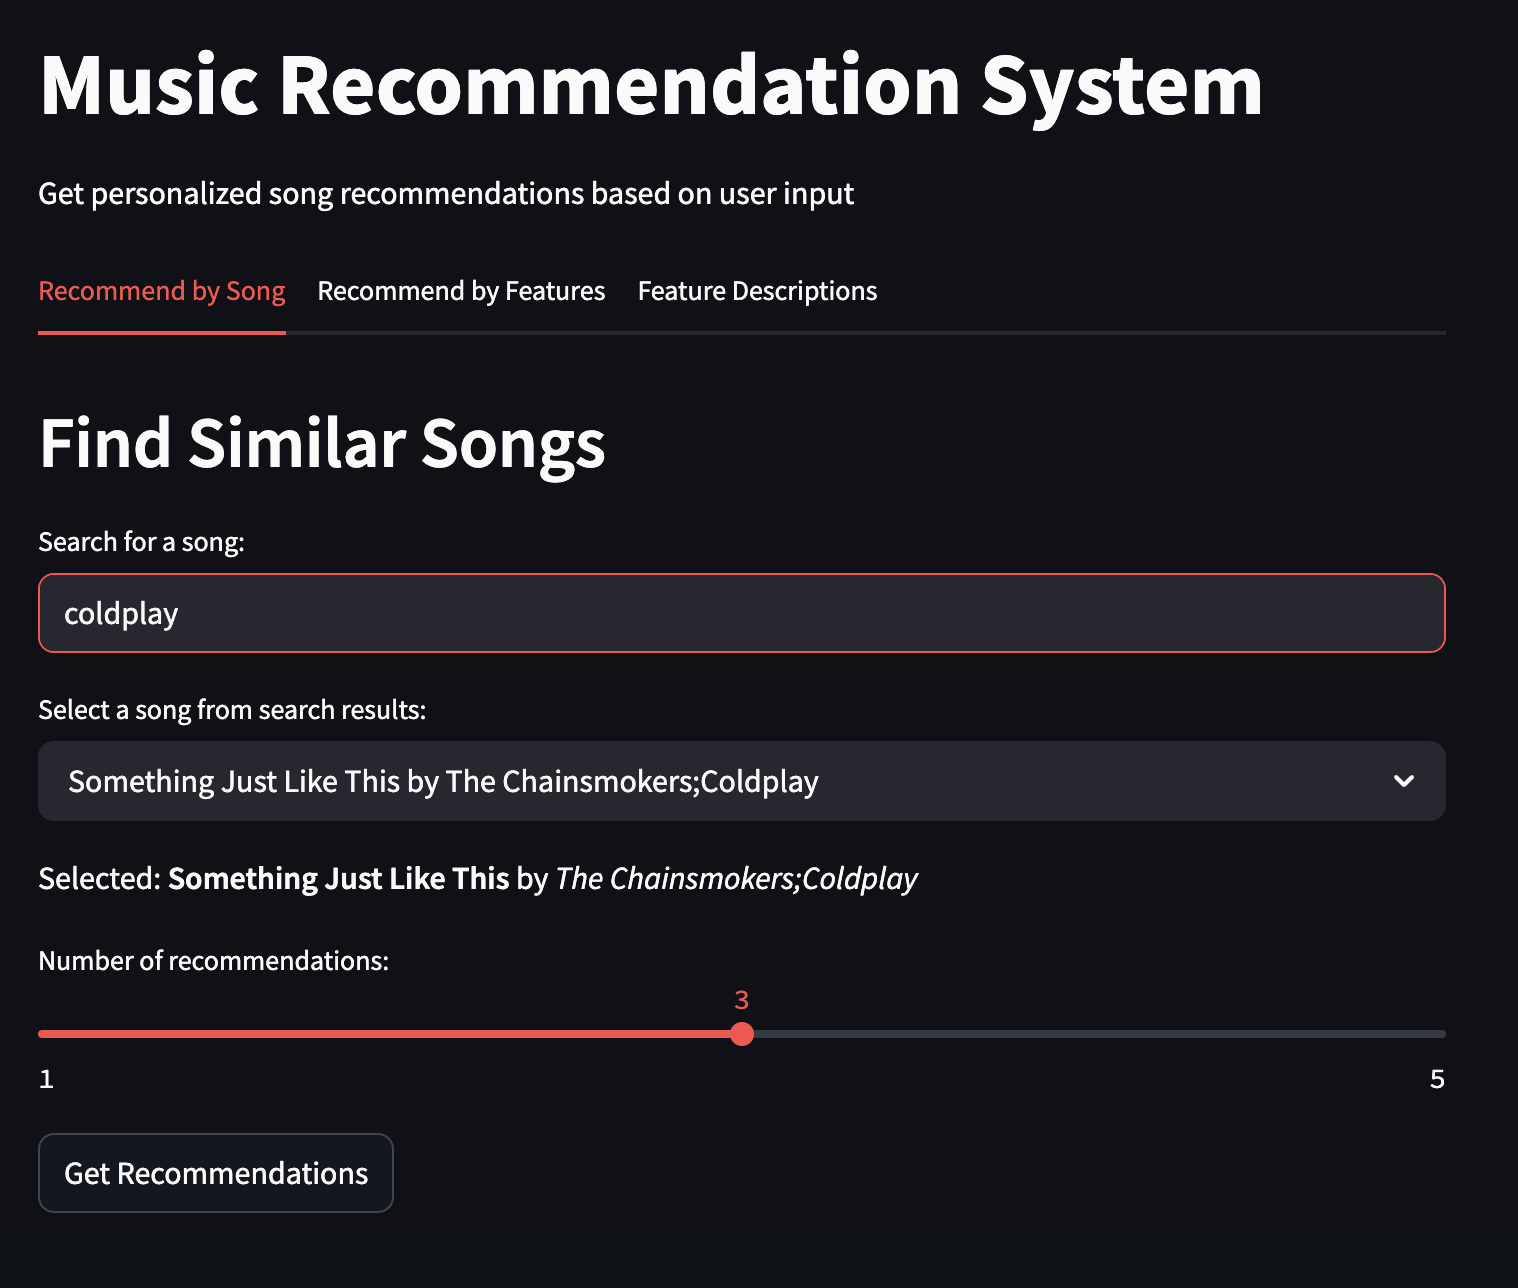 Music Recommendation System
Get personalized song recommendations based on user input
Recommend by Song Recommend by Features Feature Descriptions
Find Similar Songs
Search for a song:
coldplay
Select a song from search results:
Something Just Like This by The Chainsmokers;Coldplay
Selected: Something Just Like This by The Chainsmokers;Coldplay
Number of recommendations:
3
1 5
Get Recommendations